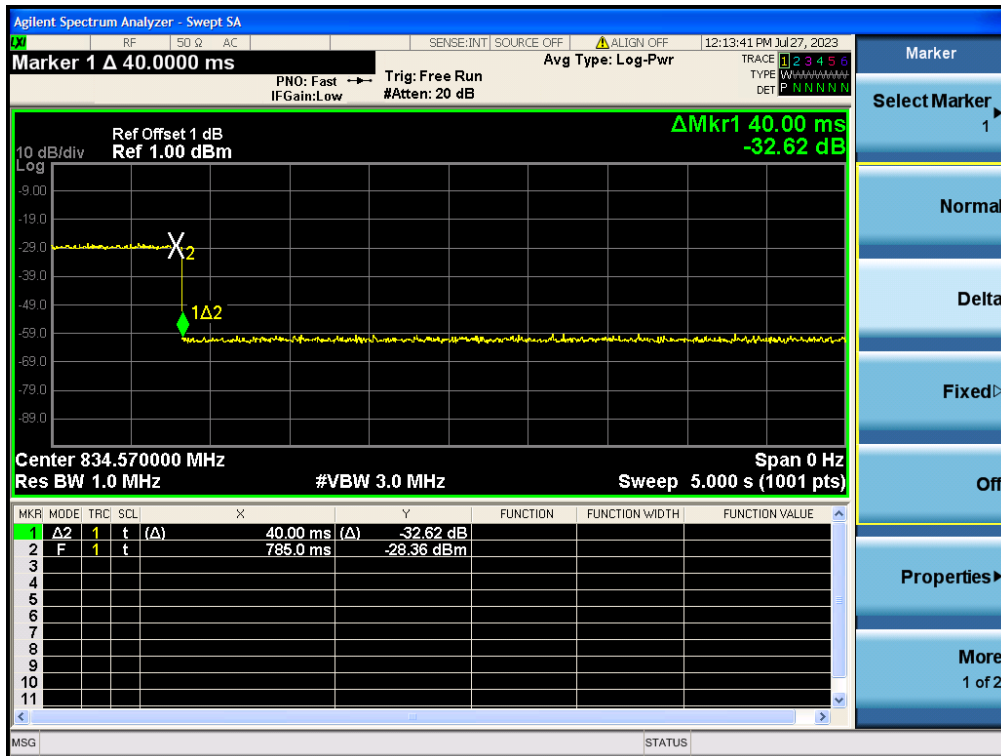 Agilent Spectrum Analyzer - Swept SA
LXI RF 50 Ω AC SENSE:INT SOURCE OFF ALIGN OFF 12:13:41 PM Jul 27, 2023
Marker 1 Δ 40.0000 ms
PNO: Fast
IFGain:Low
Trig: Free Run
#Atten: 20 dB
Avg Type: Log-Pwr
TRACE 1 2 3 4 5 6
TYPE W
DET P N N N N N
ΔMkr1 40.00 ms
-32.62 dB
Ref Offset 1 dB
10 dB/div Ref 1.00 dBm
Log
-9.00
-19.0
-29.0
-39.0
-49.0
-59.0
-69.0
-79.0
-89.0
X2
1Δ2
Center 834.570000 MHz Span 0 Hz
Res BW 1.0 MHz #VBW 3.0 MHz Sweep 5.000 s (1001 pts)
MKR MODE TRC SCL X Y FUNCTION FUNCTION WIDTH FUNCTION VALUE
1 Δ2 1 t (Δ) 40.00 ms (Δ) -32.62 dB
2 F 1 t 785.0 ms -28.36 dBm
3
4
5
6
7
8
9
10
11
MSG STATUS
Marker
Select Marker
1
Normal
Delta
Fixed
Off
Properties
More
1 of 2